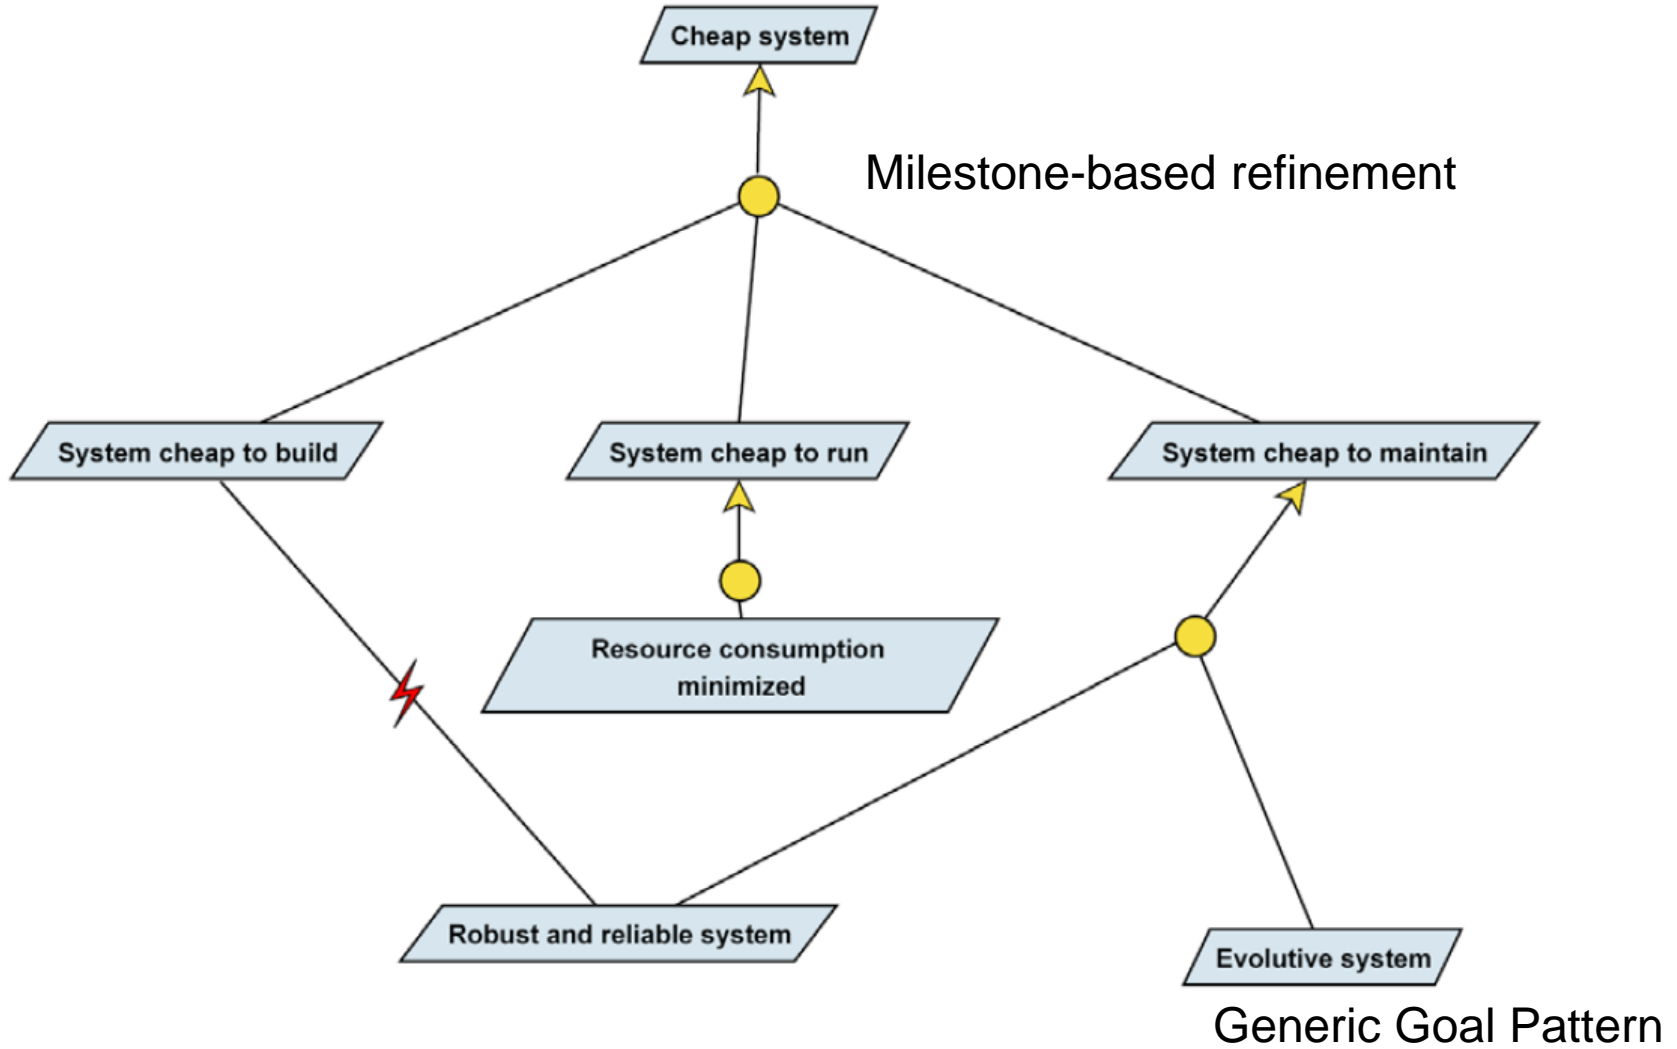 Cheap system
Milestone-based refinement
System cheap to build
System cheap to run
System cheap to maintain
Resource consumption
minimized
Robust and reliable system
Evolutive system
Generic Goal Pattern